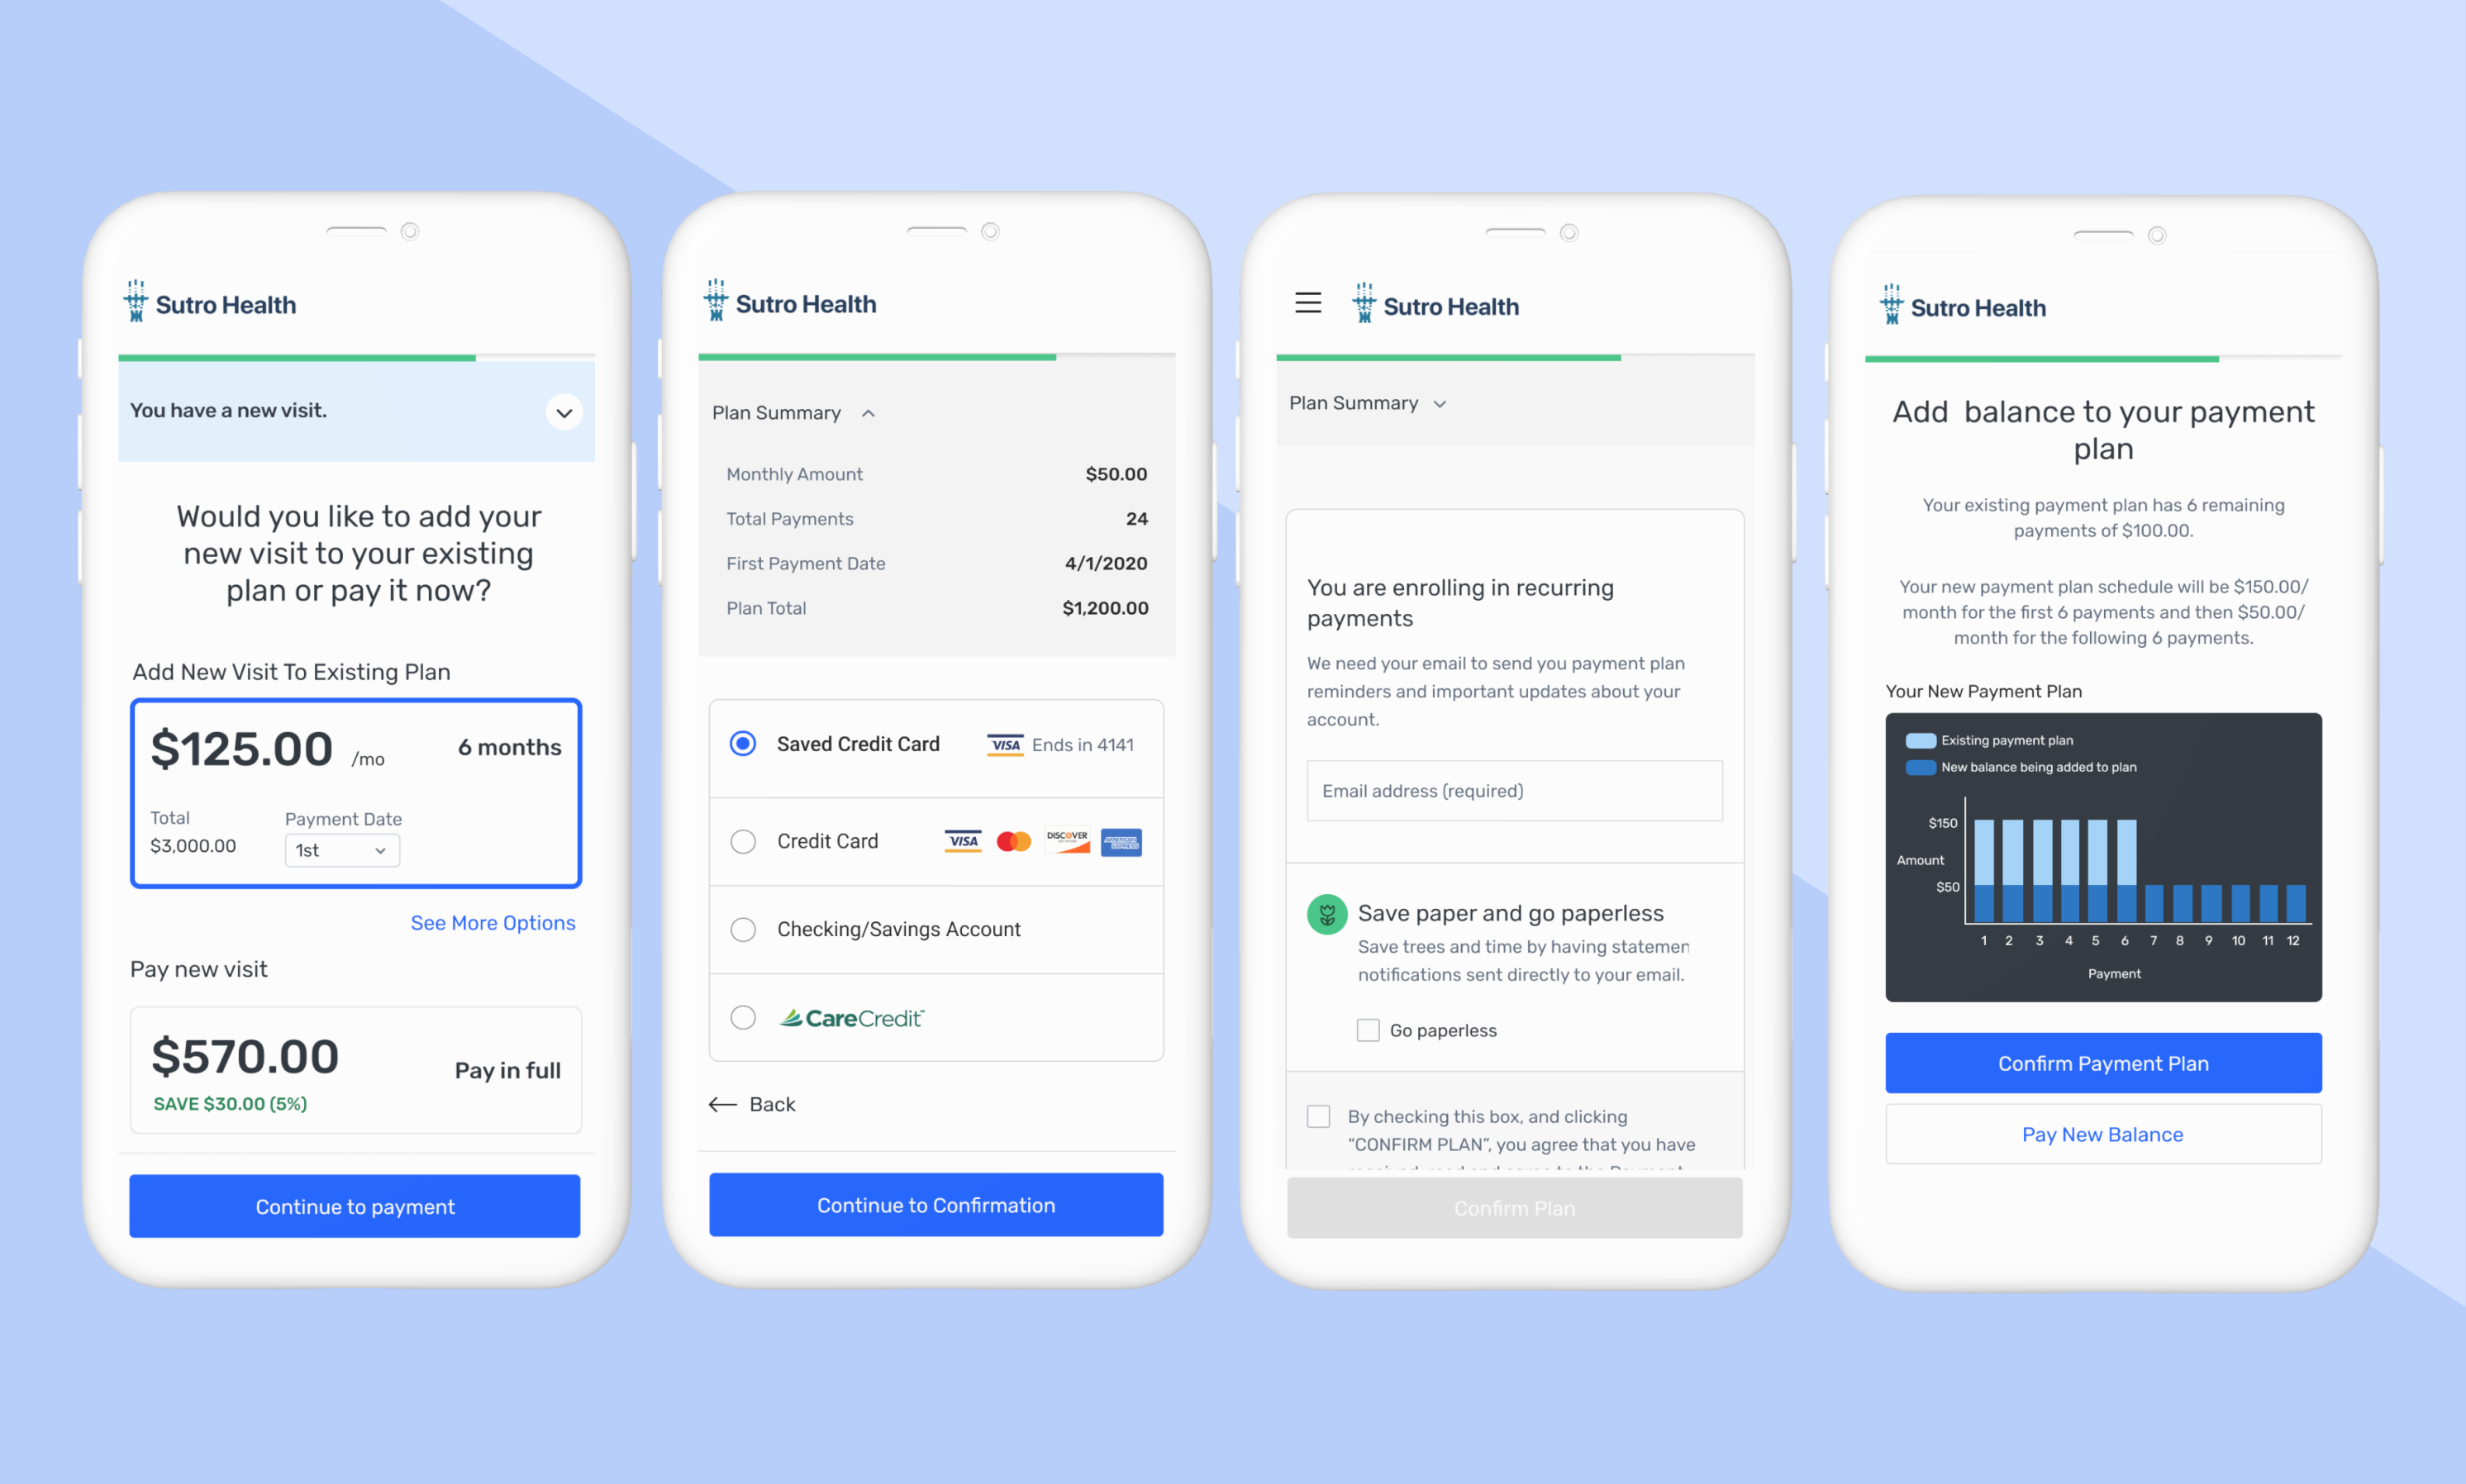 Sutro Health
You have a new visit.
Would you like to add your
new visit to your existing
plan or pay it now?
Add New Visit To Existing Plan
$125.00 /mo 6 months
Total Payment Date
$3,000.00 1st
See More Options
Pay new visit
$570.00 Pay in full
SAVE $30.00 (5%)
Continue to payment
Sutro Health
Plan Summary
Monthly Amount $50.00
Total Payments 24
First Payment Date 4/1/2020
Plan Total $1,200.00
Saved Credit Card VISA Ends in 4141
Credit Card VISA DISCOVER NETWORK AMERICAN EXPRESS
Checking/Savings Account
CareCredit
Back
Continue to Confirmation
Sutro Health
Plan Summary
You are enrolling in recurring
payments
We need your email to send you payment plan
reminders and important updates about your
account.
Email address (required)
Save paper and go paperless
Save trees and time by having statemen
notifications sent directly to your email.
Go paperless
By checking this box, and clicking
“CONFIRM PLAN”, you agree that you have
Confirm Plan
Sutro Health
Add balance to your payment
plan
Your existing payment plan has 6 remaining
payments of $100.00.
Your new payment plan schedule will be $150.00/
month for the first 6 payments and then $50.00/
month for the following 6 payments.
Your New Payment Plan
Existing payment plan
New balance being added to plan
$150
Amount
$50
1 2 3 4 5 6 7 8 9 10 11 12
Payment
Confirm Payment Plan
Pay New Balance